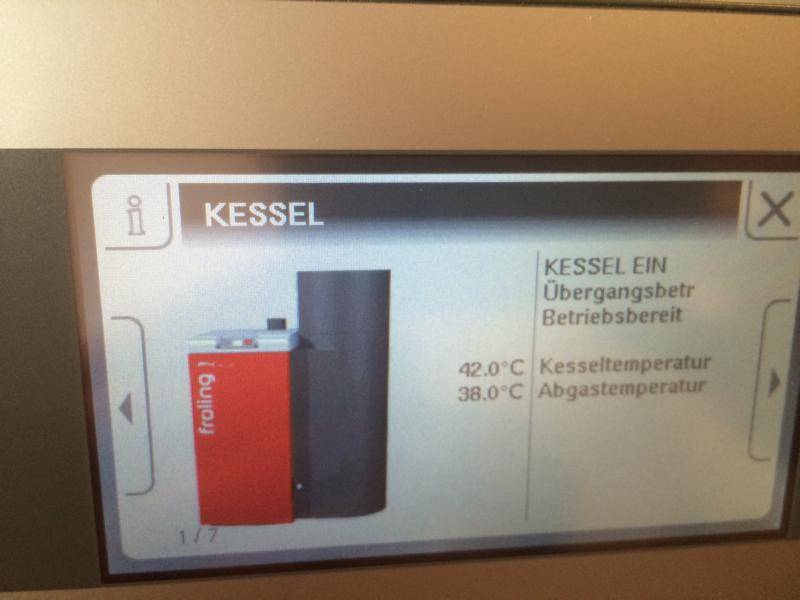 i
KESSEL
X
KESSEL EIN
Übergangsbetr
Betriebsbereit
42.0°C Kesseltemperatur
38.0°C Abgastemperatur
froling
1 / 7